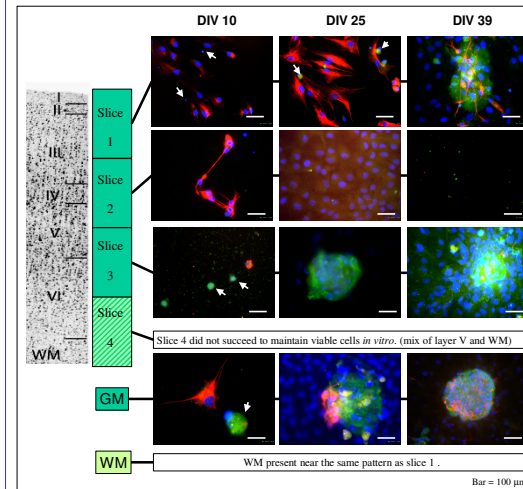 DIV 10 DIV 25 DIV 39
I
II
III
IV
V
VI
WM
Slice
1
Slice
2
Slice
3
Slice
4
Slice 4 did not succeed to maintain viable cells in vitro. (mix of layer V and WM)
GM
WM
WM present near the same pattern as slice 1 .
Bar = 100 µm